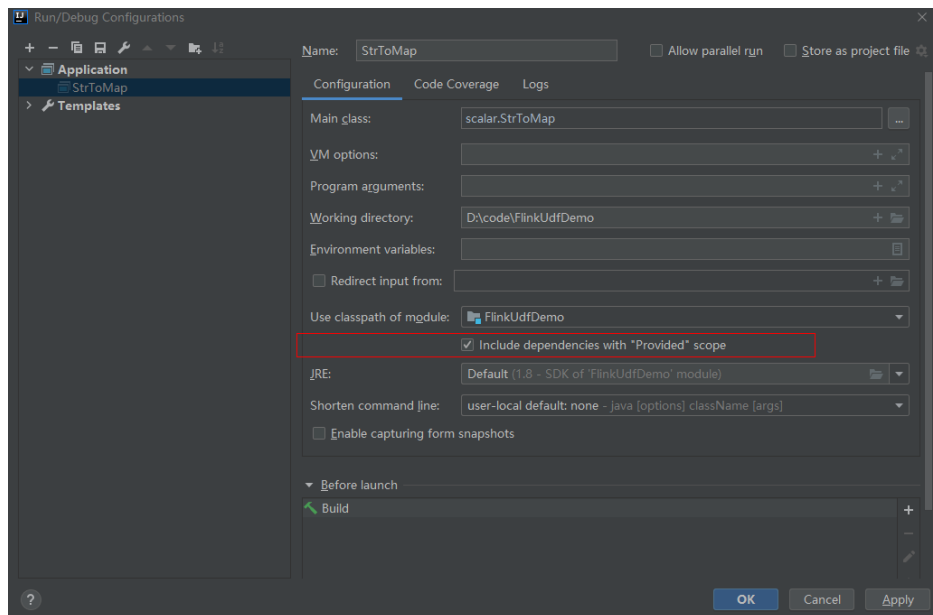 Run/Debug Configurations
Name: StrToMap Allow parallel run Store as project file
Application
StrToMap
Templates
Configuration Code Coverage Logs
Main class: scalar.StrToMap ...
VM options:
Program arguments:
Working directory: D:\code\FlinkUdfDemo
Environment variables:
Redirect input from:
Use classpath of module: FlinkUdfDemo
Include dependencies with "Provided" scope
JRE: Default (1.8 - SDK of 'FlinkUdfDemo' module)
Shorten command line: user-local default: none - java [options] className [args]
Enable capturing form snapshots
Before launch
Build
? OK Cancel Apply